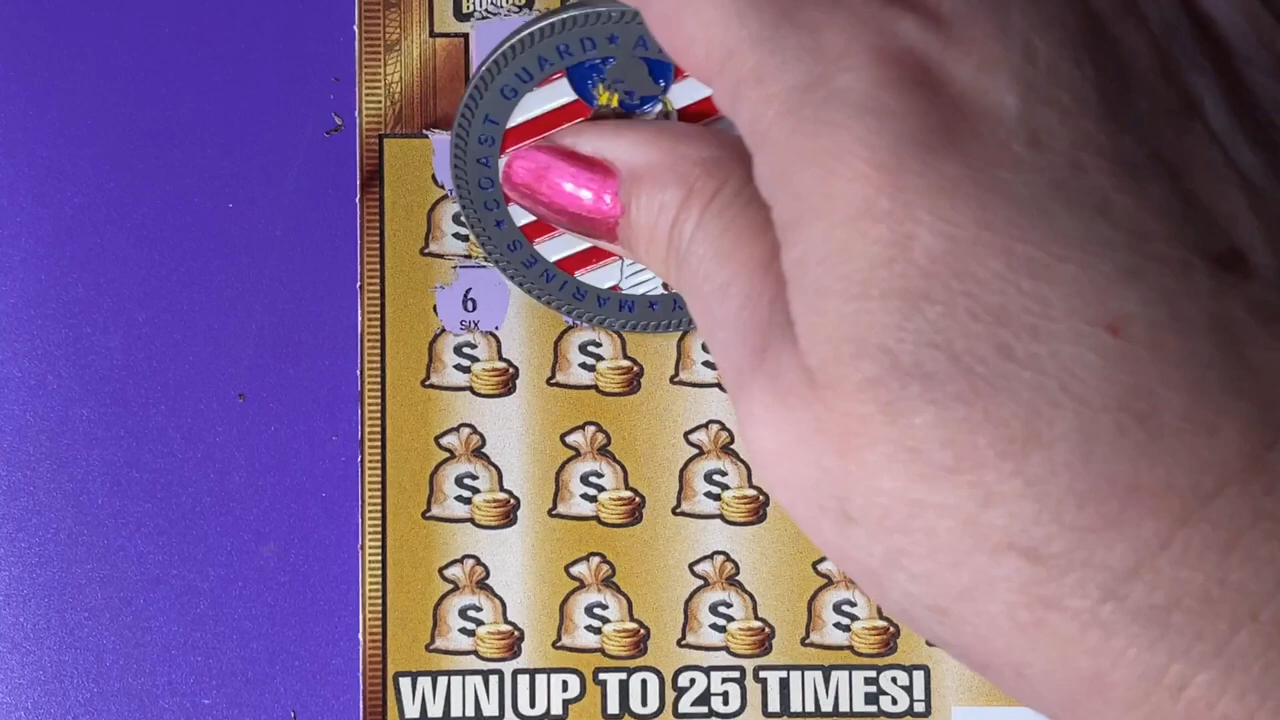 BONUS
COAST GUARD ★ A
MARINES ★
6
SIX
$
$ $ $
$ $ $
$ $ $ $
WIN UP TO 25 TIMES!